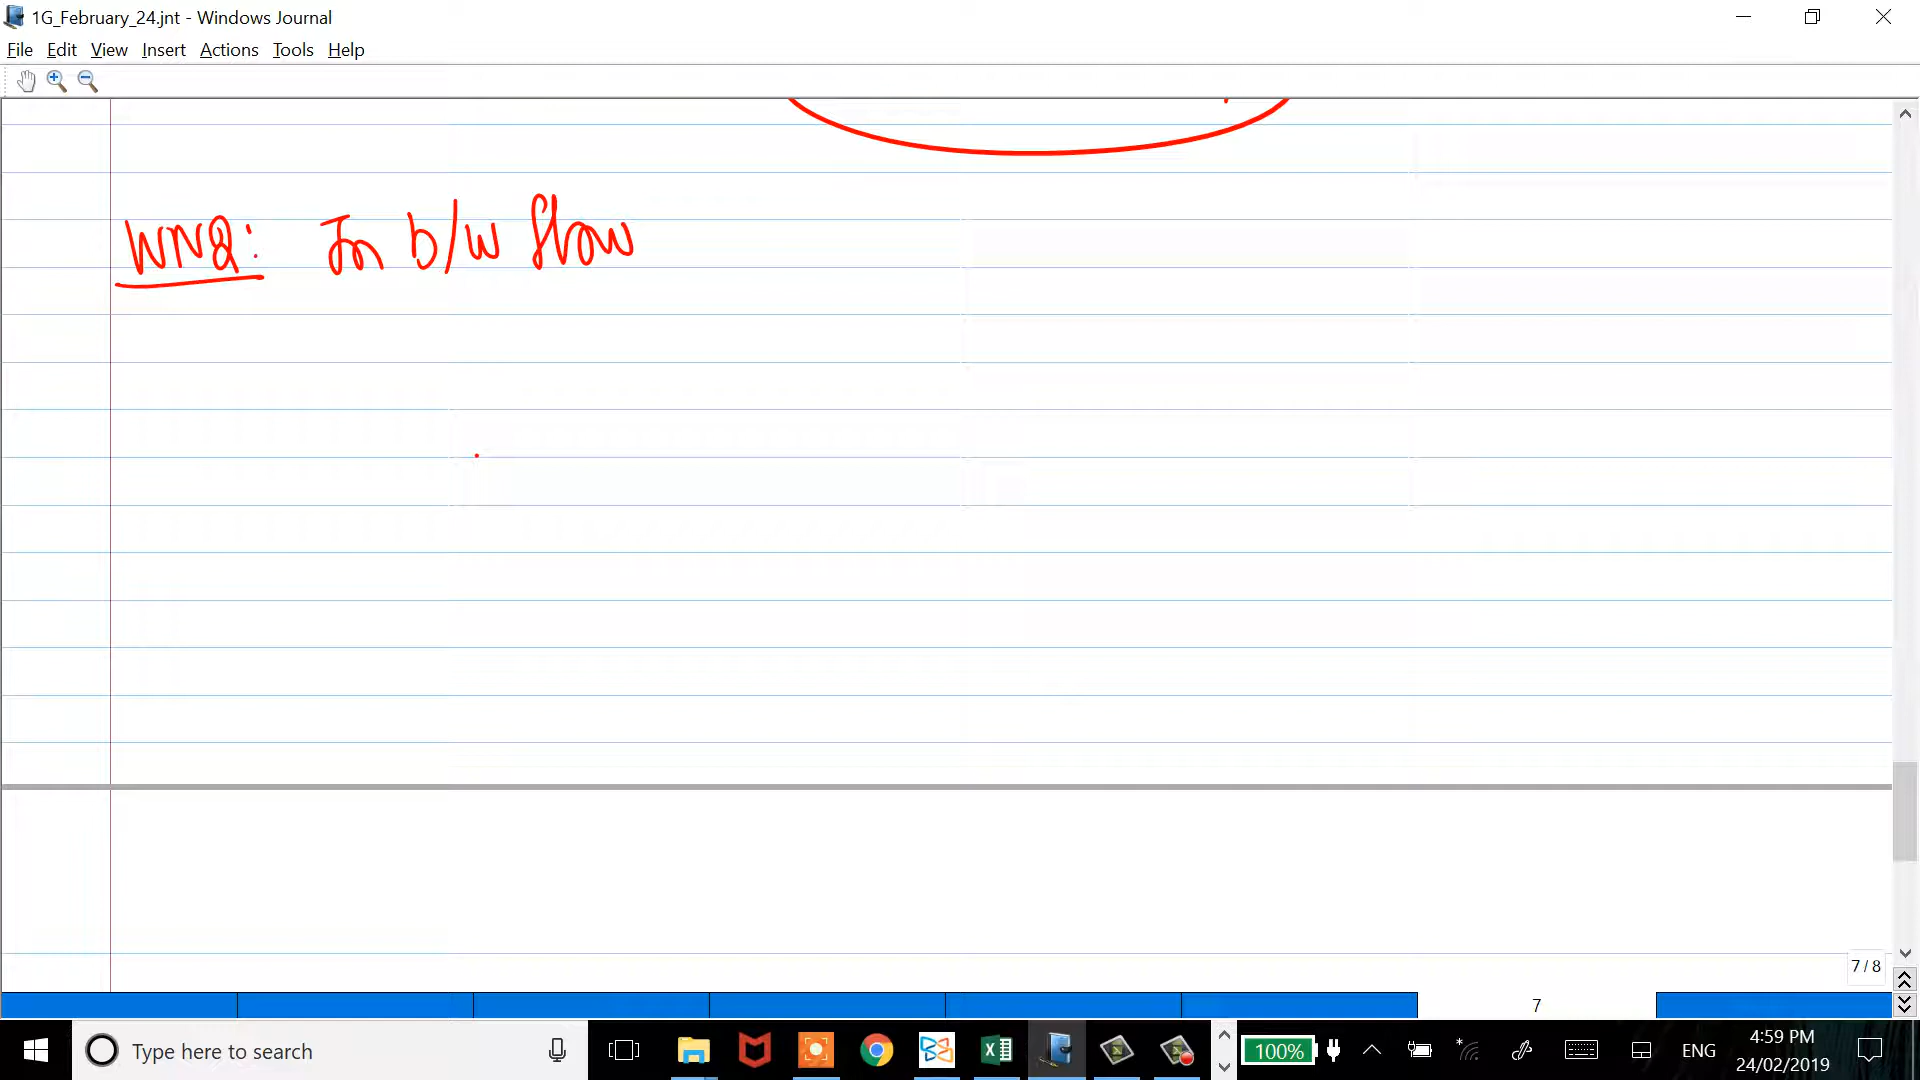 1G_February_24.jnt - Windows Journal
File Edit View Insert Actions Tools Help
WNQ: In b/w flow
7 / 8
7
Type here to search
100%
ENG
4:59 PM
24/02/2019